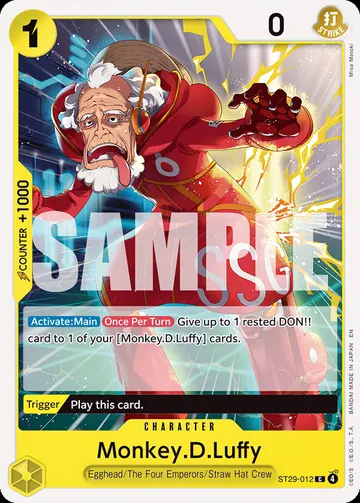 1
0
打
STRIKE
Misa Matoki
COUNTER +1000
SAMPLE
Activate:Main Once Per Turn Give up to 1 rested DON!!
card to 1 of your [Monkey.D.Luffy] cards.
Trigger Play this card.
CHARACTER
Monkey.D.Luffy
Egghead/The Four Emperors/Straw Hat Crew
ST29-012 C 4
©E.O./S. ©E.O./S., T.A. BANDAI MADE IN JAPAN EN